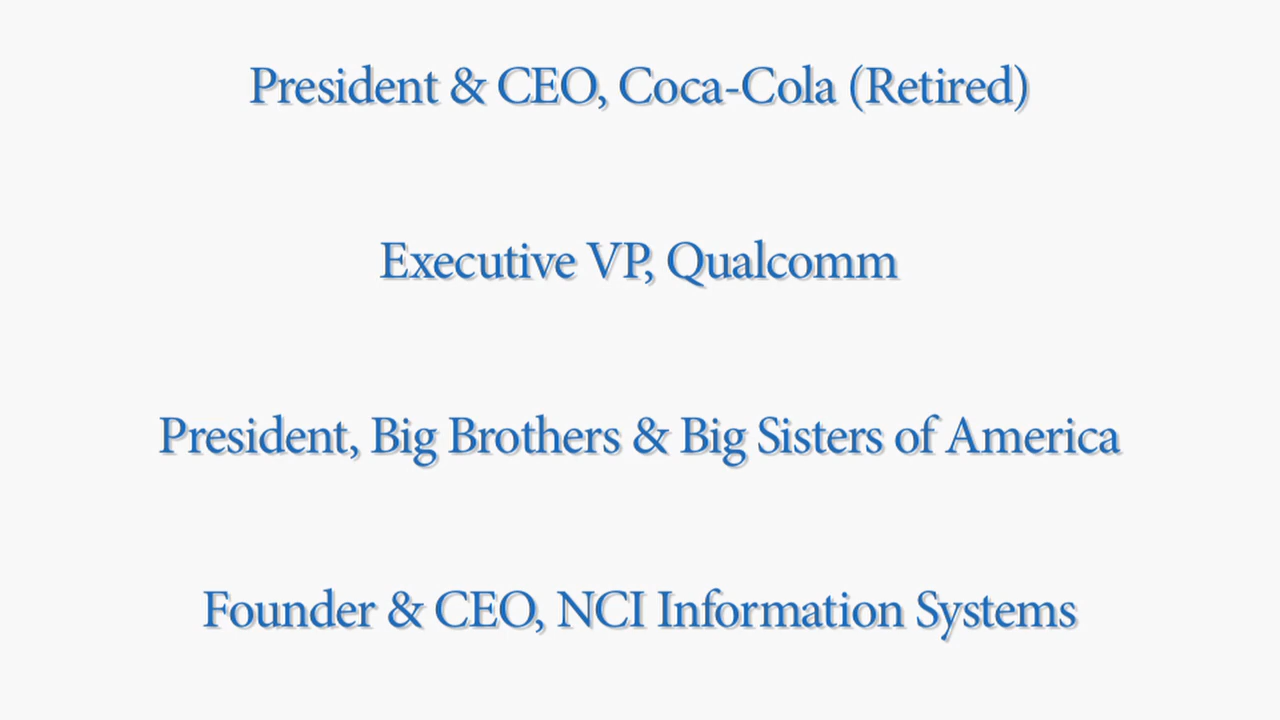 President & CEO, Coca-Cola (Retired)
Executive VP, Qualcomm
President, Big Brothers & Big Sisters of America
Founder & CEO, NCI Information Systems